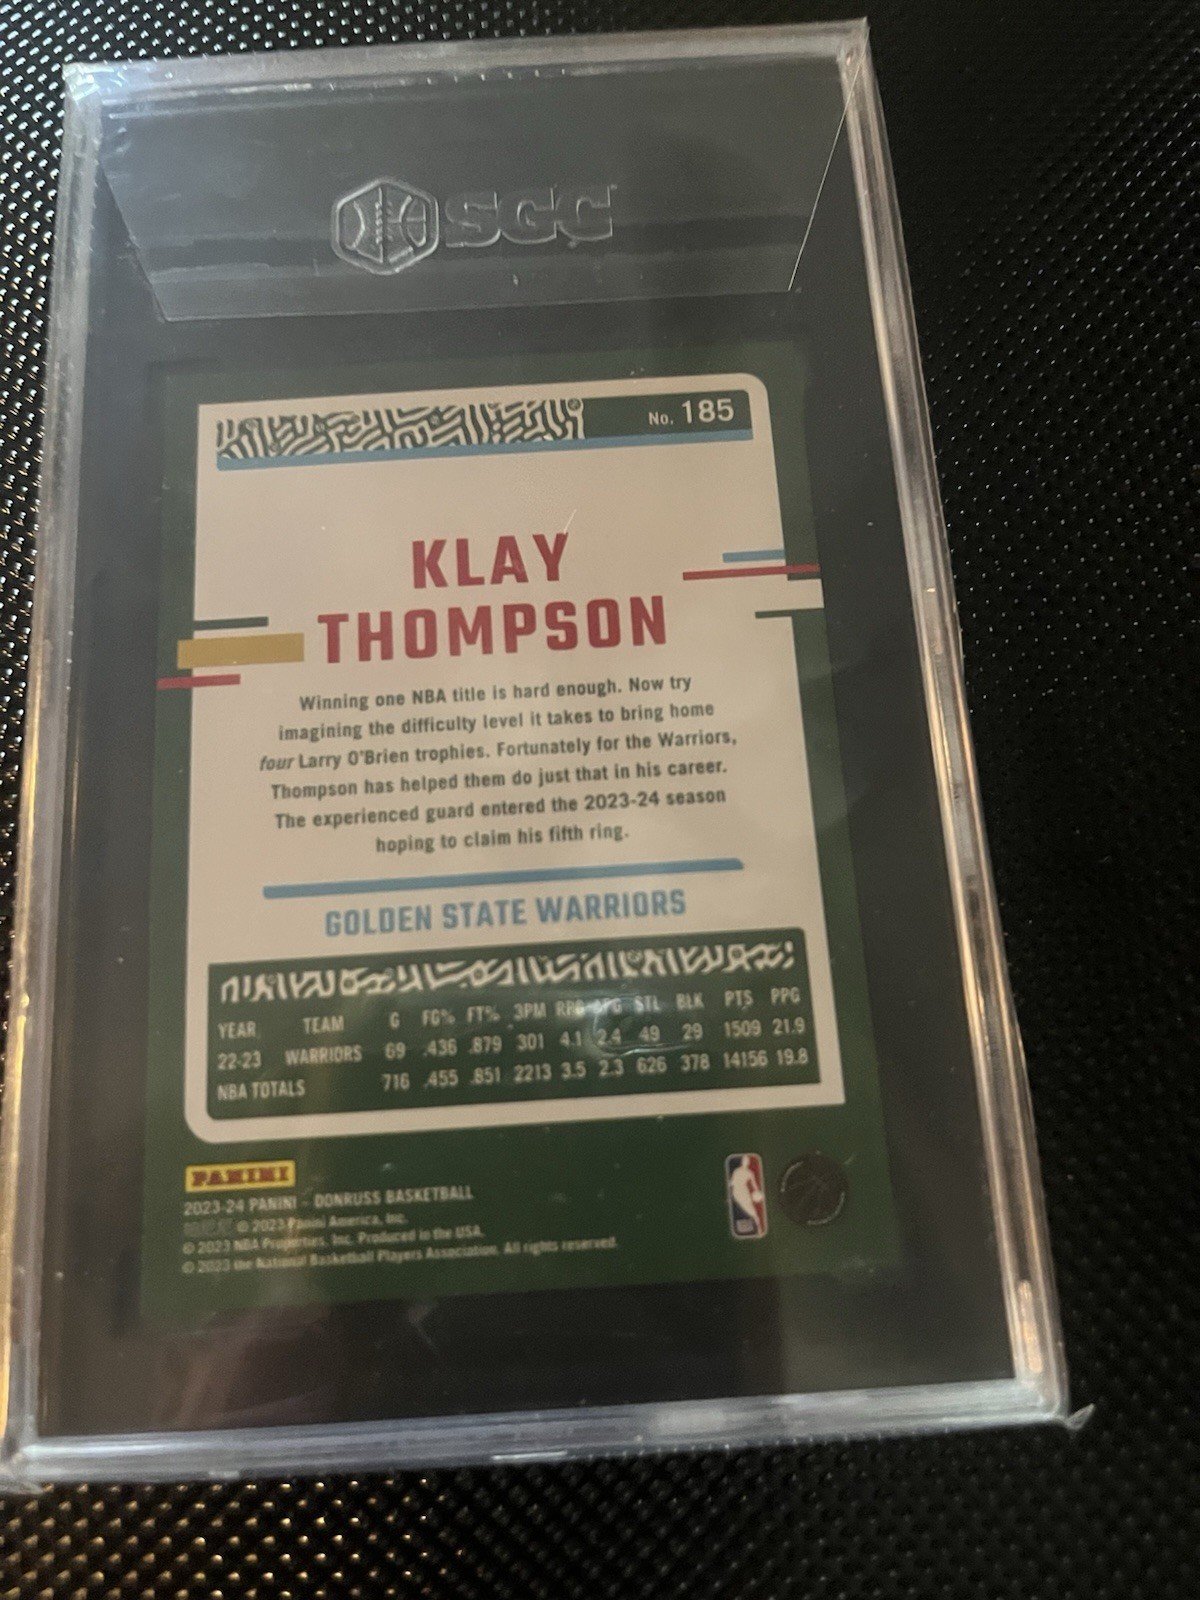 SGC
No. 185
KLAY
THOMPSON
Winning one NBA title is hard enough. Now try
imagining the difficulty level it takes to bring home
four Larry O'Brien trophies. Fortunately for the Warriors,
Thompson has helped them do just that in his career.
The experienced guard entered the 2023-24 season
hoping to claim his fifth ring.
GOLDEN STATE WARRIORS
YEAR TEAM G FG% FT% 3PM RPG APG STL BLK PTS PPG
22-23 WARRIORS 69 .436 .879 301 4.1 2.4 49 29 1509 21.9
NBA TOTALS 716 .455 .851 2213 3.5 2.3 626 378 14156 19.8
PANINI
2023-24 PANINI - DONRUSS BASKETBALL
© 2023 Panini America, Inc.
© 2023 NBA Properties, Inc. Produced in the USA.
© 2023 the National Basketball Players Association. All rights reserved.